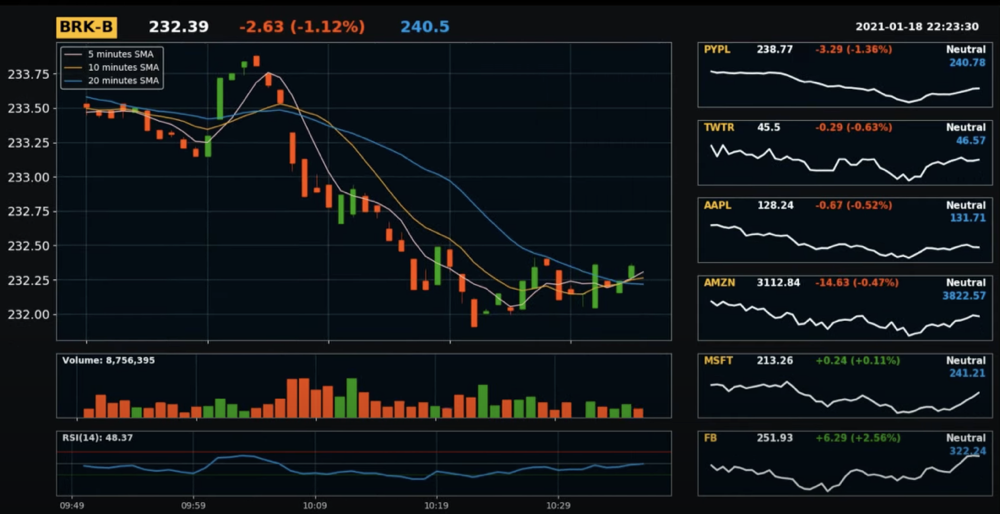 BRK-B 232.39 -2.63 (-1.12%) 240.5
2021-01-18 22:23:30
5 minutes SMA
10 minutes SMA
20 minutes SMA
233.75
233.50
233.25
233.00
232.75
232.50
232.25
232.00
Volume: 8,756,395
RSI(14): 48.37
09:49 09:59 10:09 10:19 10:29
PYPL 238.77 -3.29 (-1.36%) Neutral
240.78
TWTR 45.5 -0.29 (-0.63%) Neutral
46.57
AAPL 128.24 -0.67 (-0.52%) Neutral
131.71
AMZN 3112.84 -14.63 (-0.47%) Neutral
3822.57
MSFT 213.26 +0.24 (+0.11%) Neutral
241.21
FB 251.93 +6.29 (+2.56%) Neutral
322.24